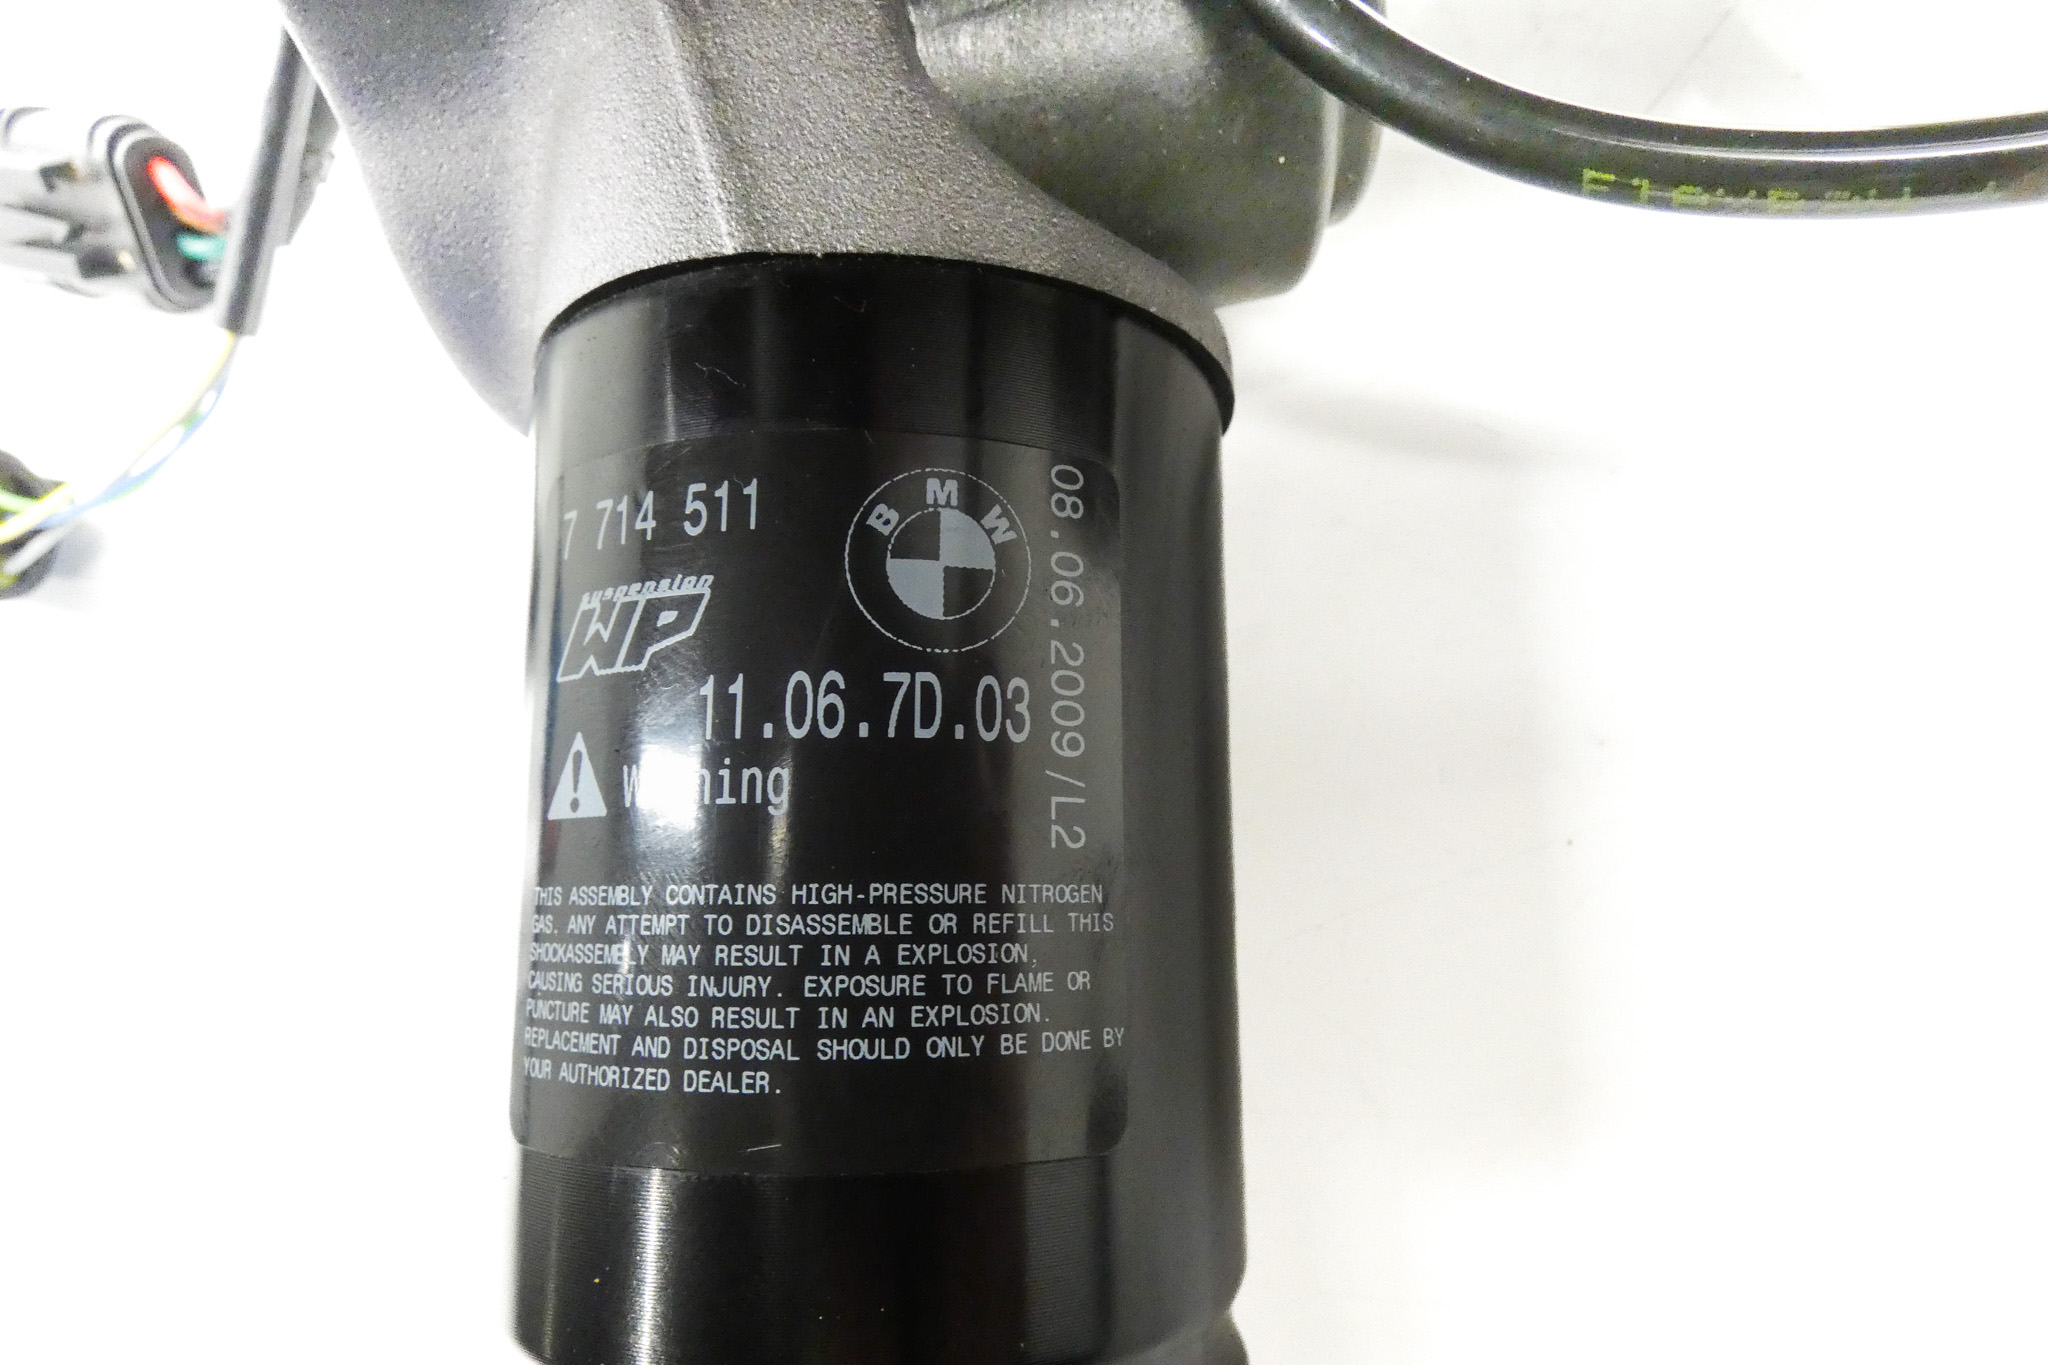 7 714 511
BMW
suspension
WP
11.06.7D.03
08.06.2009/L2
Warning
THIS ASSEMBLY CONTAINS HIGH-PRESSURE NITROGEN
GAS. ANY ATTEMPT TO DISASSEMBLE OR REFILL THIS
SHOCKASSEMBLY MAY RESULT IN A EXPLOSION,
CAUSING SERIOUS INJURY. EXPOSURE TO FLAME OR
PUNCTURE MAY ALSO RESULT IN AN EXPLOSION.
REPLACEMENT AND DISPOSAL SHOULD ONLY BE DONE BY
YOUR AUTHORIZED DEALER.